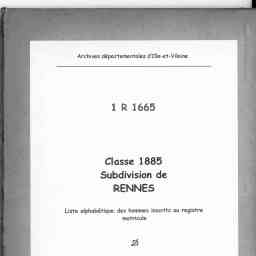 Archives départementales d'Ille-et-Vilaine
1 R 1665
Classe 1885
Subdivision de
RENNES
Liste alphabétique des hommes inscrits au registre
matricule